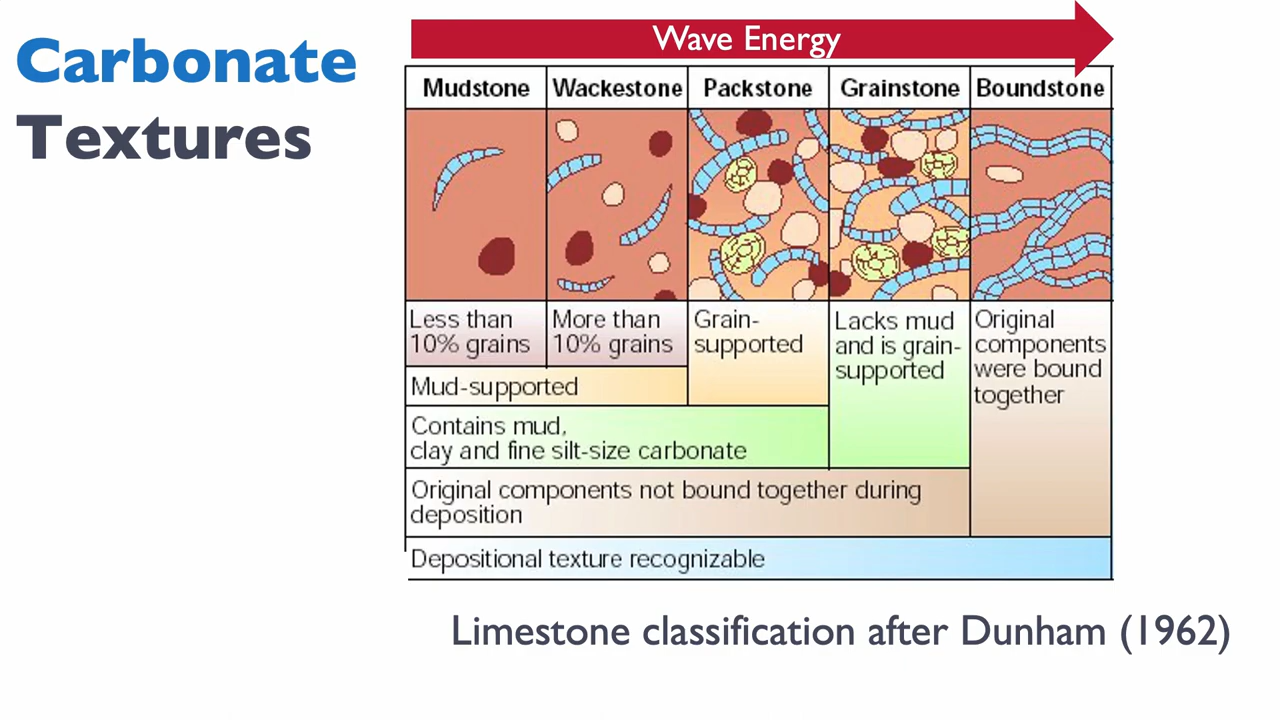 Carbonate
Textures
Wave Energy
Mudstone
Wackestone
Packstone
Grainstone
Boundstone
Less than
10% grains
More than
10% grains
Grain-
supported
Lacks mud
and is grain-
supported
Original
components
were bound
together
Mud-supported
Contains mud,
clay and fine silt-size carbonate
Original components not bound together during
deposition
Depositional texture recognizable
Limestone classification after Dunham (1962)